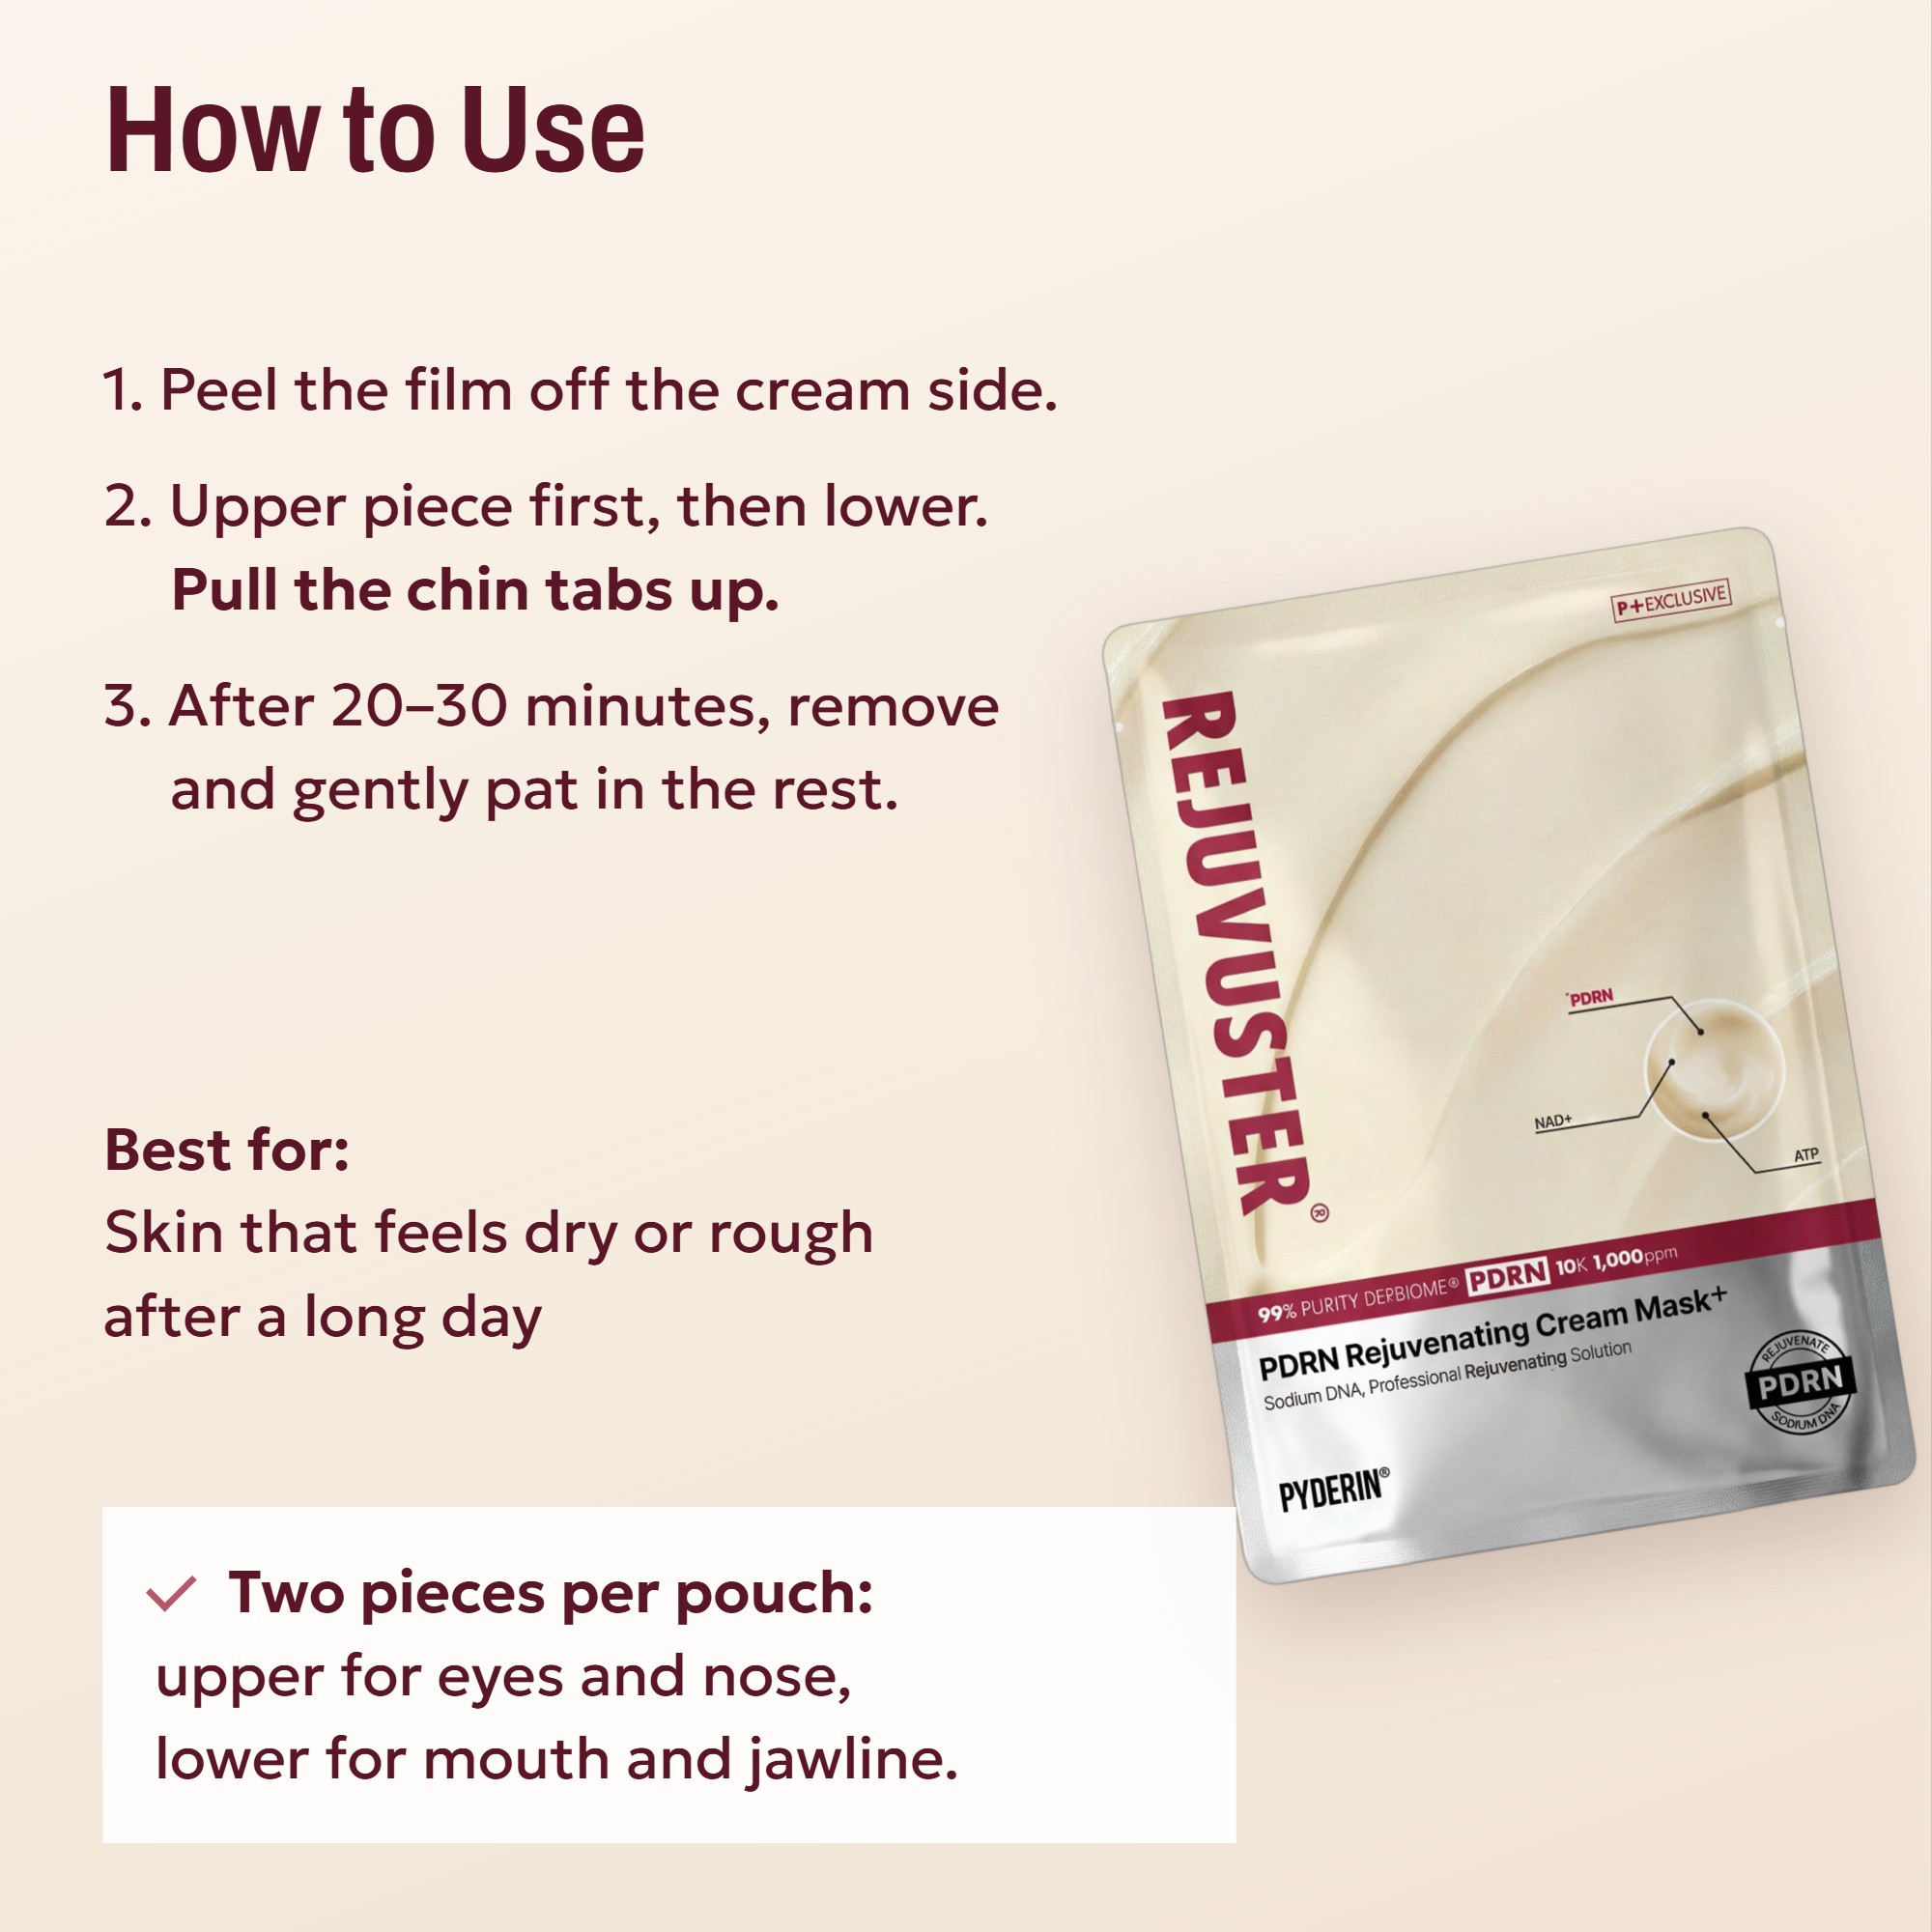 How to Use
1. Peel the film off the cream side.
2. Upper piece first, then lower.
Pull the chin tabs up.
3. After 20–30 minutes, remove
and gently pat in the rest.
Best for:
Skin that feels dry or rough
after a long day
✓ Two pieces per pouch:
upper for eyes and nose,
lower for mouth and jawline.
P+EXCLUSIVE
REJUVUSTER
*PDRN
NAD+
ATP
99% PURITY DERBIOME® PDRN 10K 1,000ppm
PDRN Rejuvenating Cream Mask+
Sodium DNA, Professional Rejuvenating Solution
REJUVENATE
PDRN
SODIUM DNA
PYDERIN®